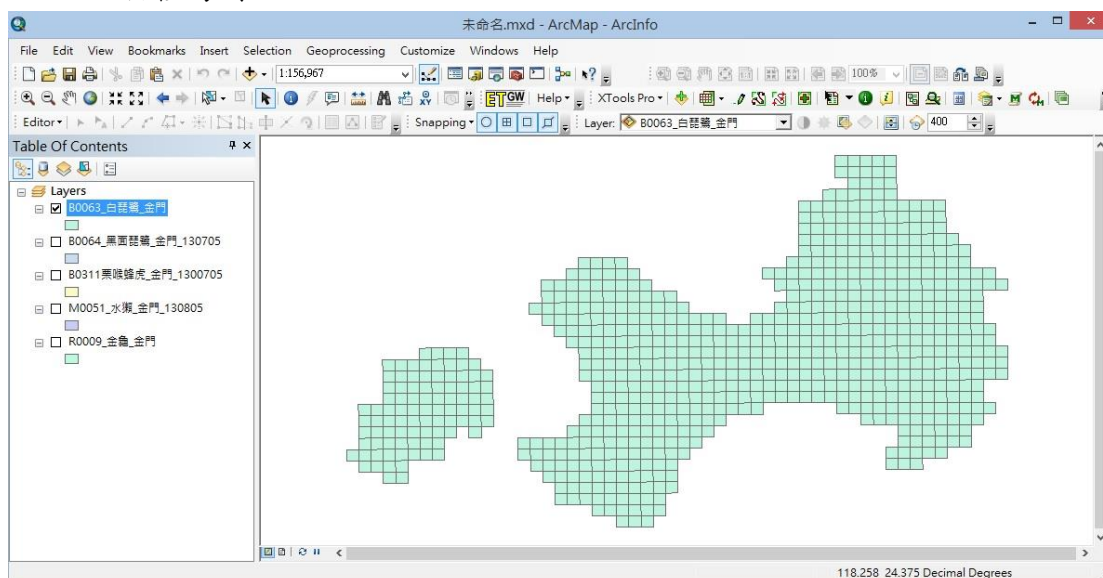 未命名.mxd - ArcMap - ArcInfo
File Edit View Bookmarks Insert Selection Geoprocessing Customize Windows Help
1:156,967 100%
ETGW Help XTools Pro
Editor Snapping Layer: B0063_白琵鷺_金門 400
Table Of Contents
Layers
B0063_白琵鷺_金門
B0064_黑面琵鷺_金門_130705
B0311栗喉蜂虎_金門_1300705
M0051_水獺_金門_130805
R0009_金龜_金門
118.258 24.375 Decimal Degrees